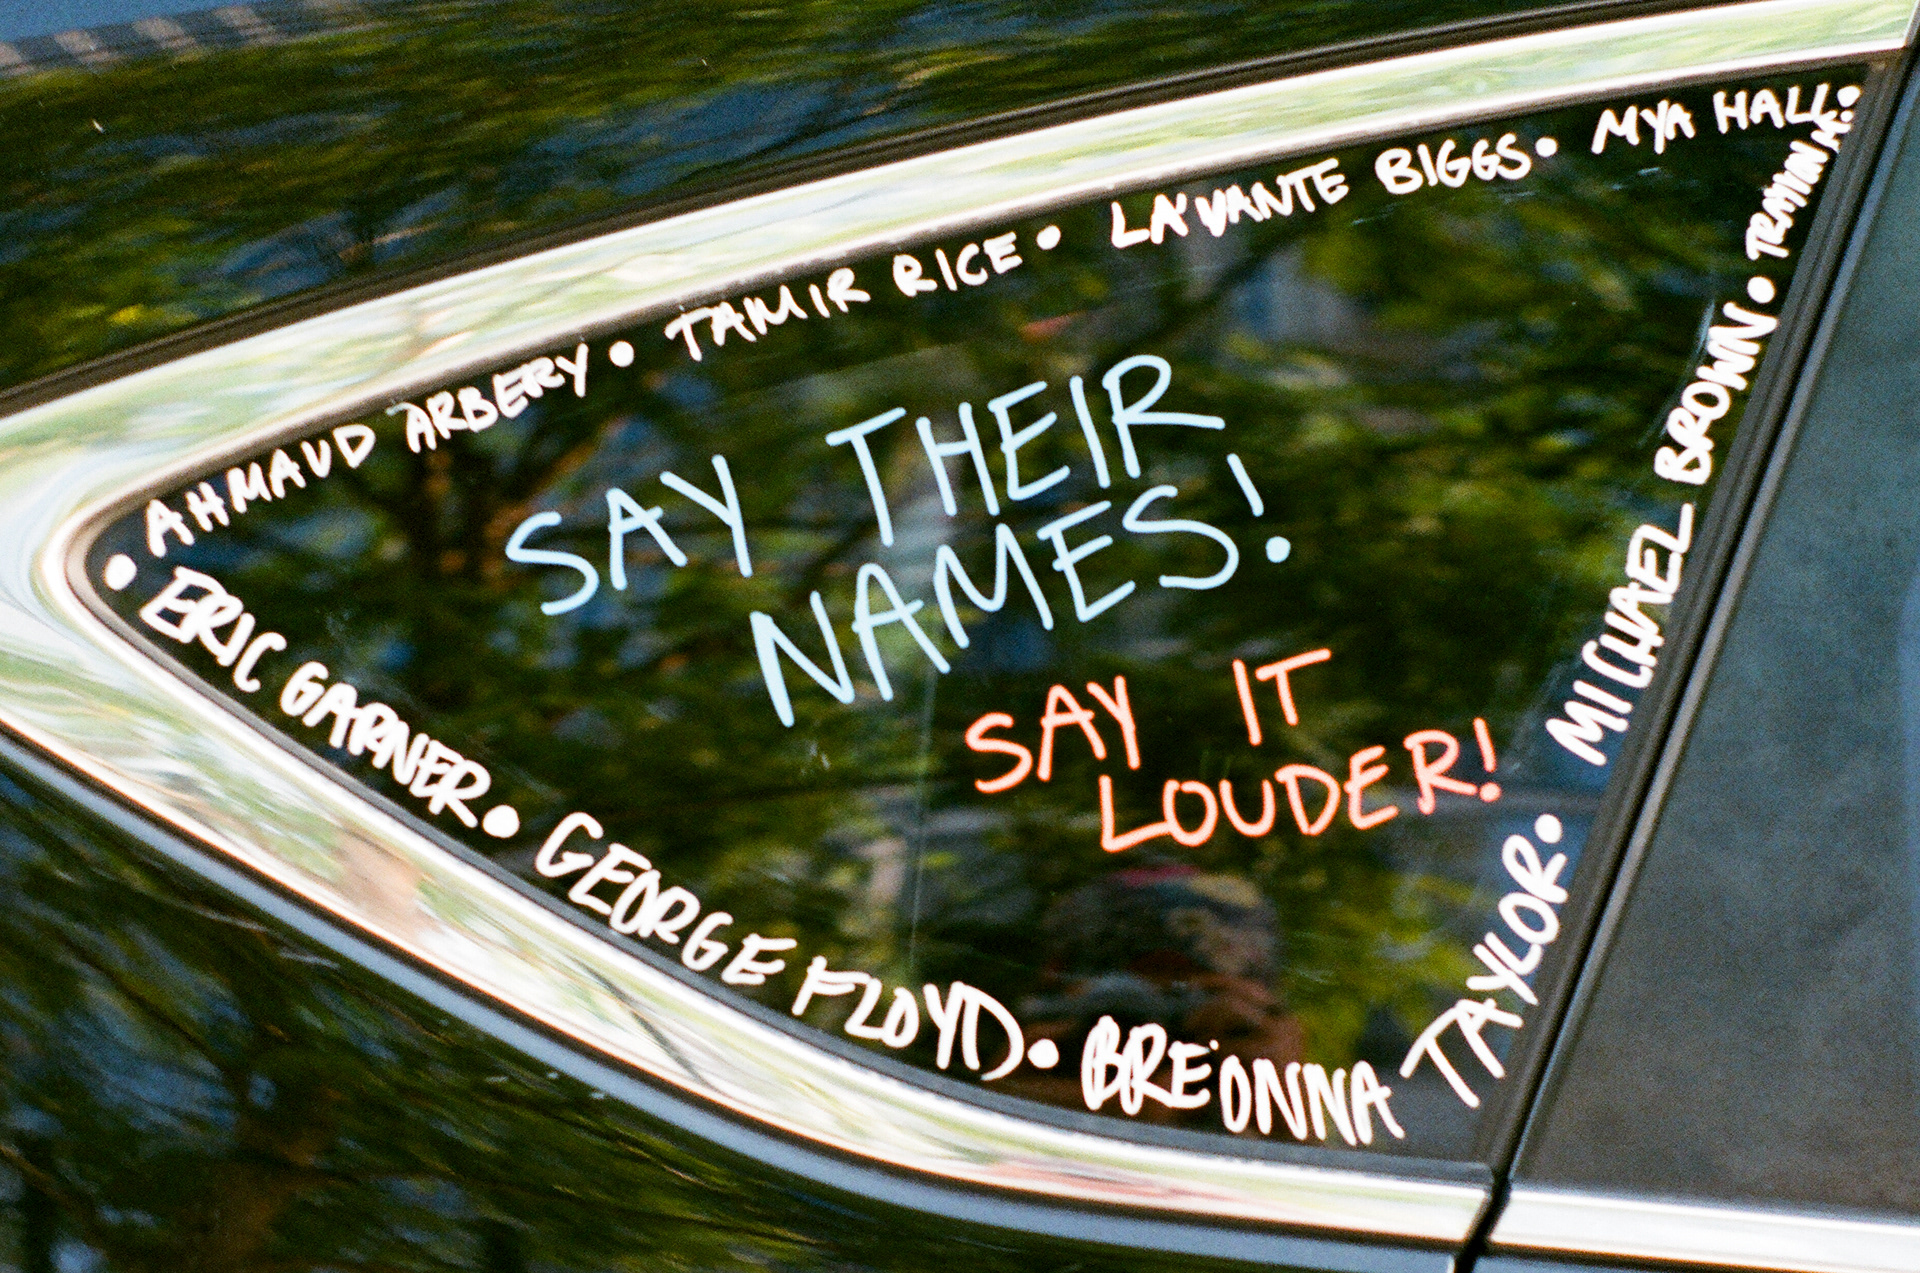 AHMAUD ARBERY • TAMIR RICE • LA'VANTE BIGGS • MYA HALL •
SAY THEIR
NAMES!
SAY IT
LOUDER!
• ERIC GARNER • GEORGE FLOYD • BREONNA TAYLOR •
MICHAEL BROWN • M.